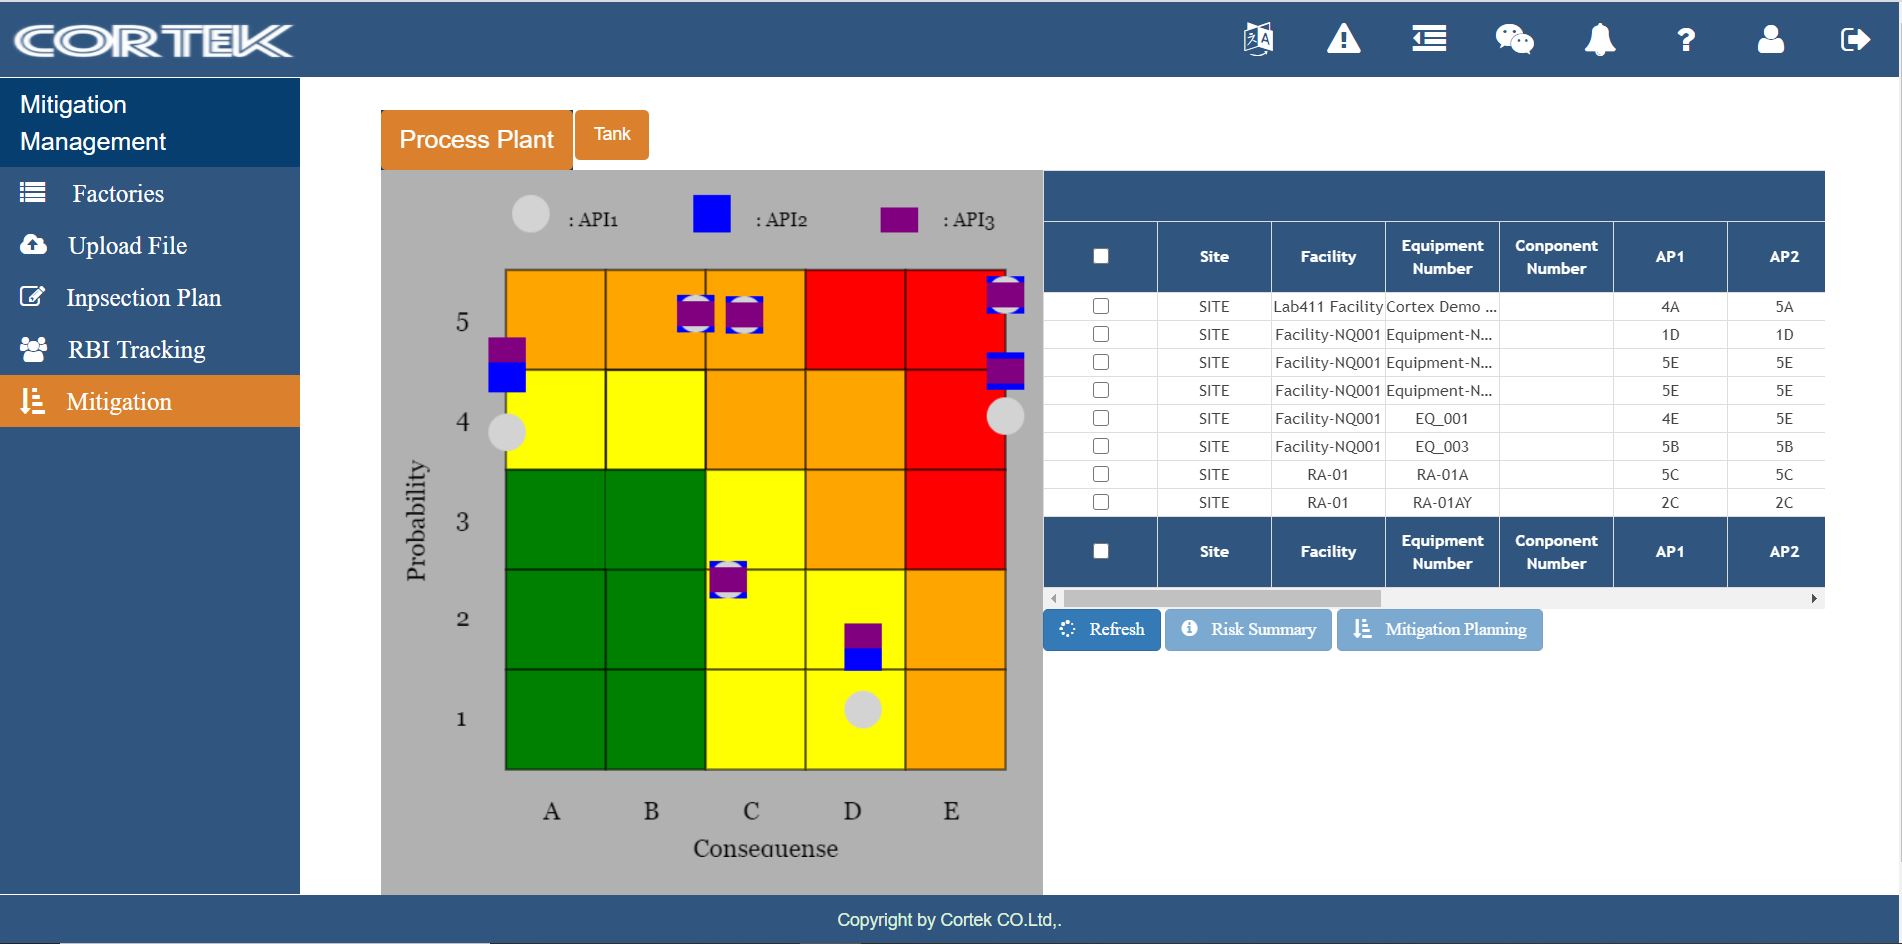 CORTEK
Mitigation
Management
Factories
Upload File
Inpsection Plan
RBI Tracking
Mitigation
Process Plant
Tank
: API1
: API2
: API3
5
4
3
2
1
Probability
A B C D E
Consequense
Site Facility Equipment Number Conponent Number AP1 AP2
SITE Lab411 Facility Cortex Demo ... 4A 5A
SITE Facility-NQ001 Equipment-N... 1D 1D
SITE Facility-NQ001 Equipment-N... 5E 5E
SITE Facility-NQ001 Equipment-N... 5E 5E
SITE Facility-NQ001 EQ_001 4E 5E
SITE Facility-NQ001 EQ_003 5B 5B
SITE RA-01 RA-01A 5C 5C
SITE RA-01 RA-01AY 2C 2C
Site Facility Equipment Number Conponent Number AP1 AP2
Refresh
Risk Summary
Mitigation Planning
Copyright by Cortek CO.Ltd,.